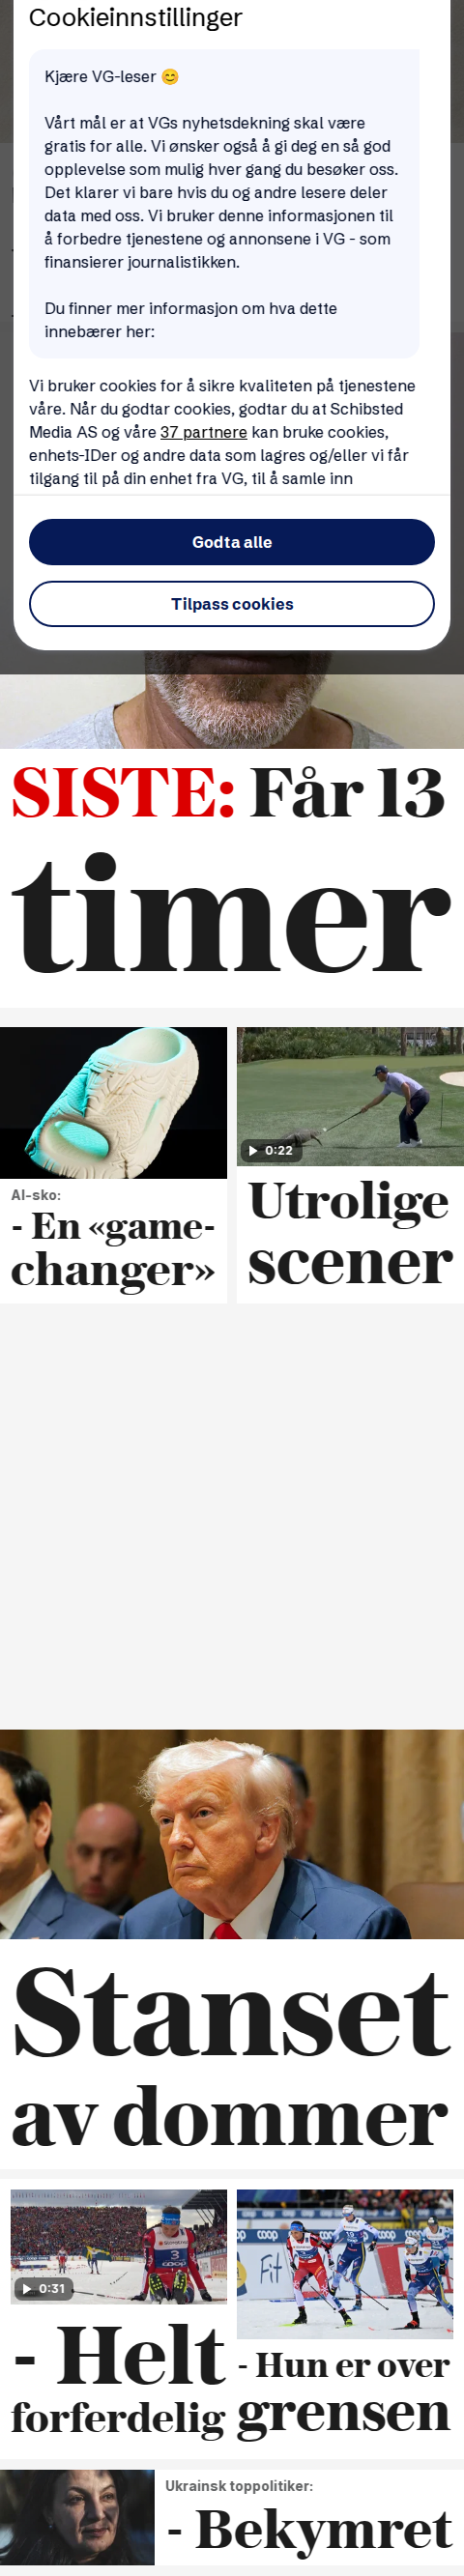 Cookieinnstillinger
Kjære VG-leser 😊
Vårt mål er at VGs nyhetsdekning skal være
gratis for alle. Vi ønsker også å gi deg en så god
opplevelse som mulig hver gang du besøker oss.
Det klarer vi bare hvis du og andre lesere deler
data med oss. Vi bruker denne informasjonen til
å forbedre tjenestene og annonsene i VG - som
finansierer journalistikken.
Du finner mer informasjon om hva dette
innebærer her:
Vi bruker cookies for å sikre kvaliteten på tjenestene
våre. Når du godtar cookies, godtar du at Schibsted
Media AS og våre 37 partnere kan bruke cookies,
enhets-IDer og andre data som lagres og/eller vi får
tilgang til på din enhet fra VG, til å samle inn
Godta alle
Tilpass cookies
SISTE: Får 13
timer
0:22
AI-sko:
- En «game-
changer»
Utrolige
scener
Stanset
av dommer
3
0:31
coop
Fit
19
- Helt
forferdelig
- Hun er over
grensen
Ukrainsk toppolitiker:
- Bekymret